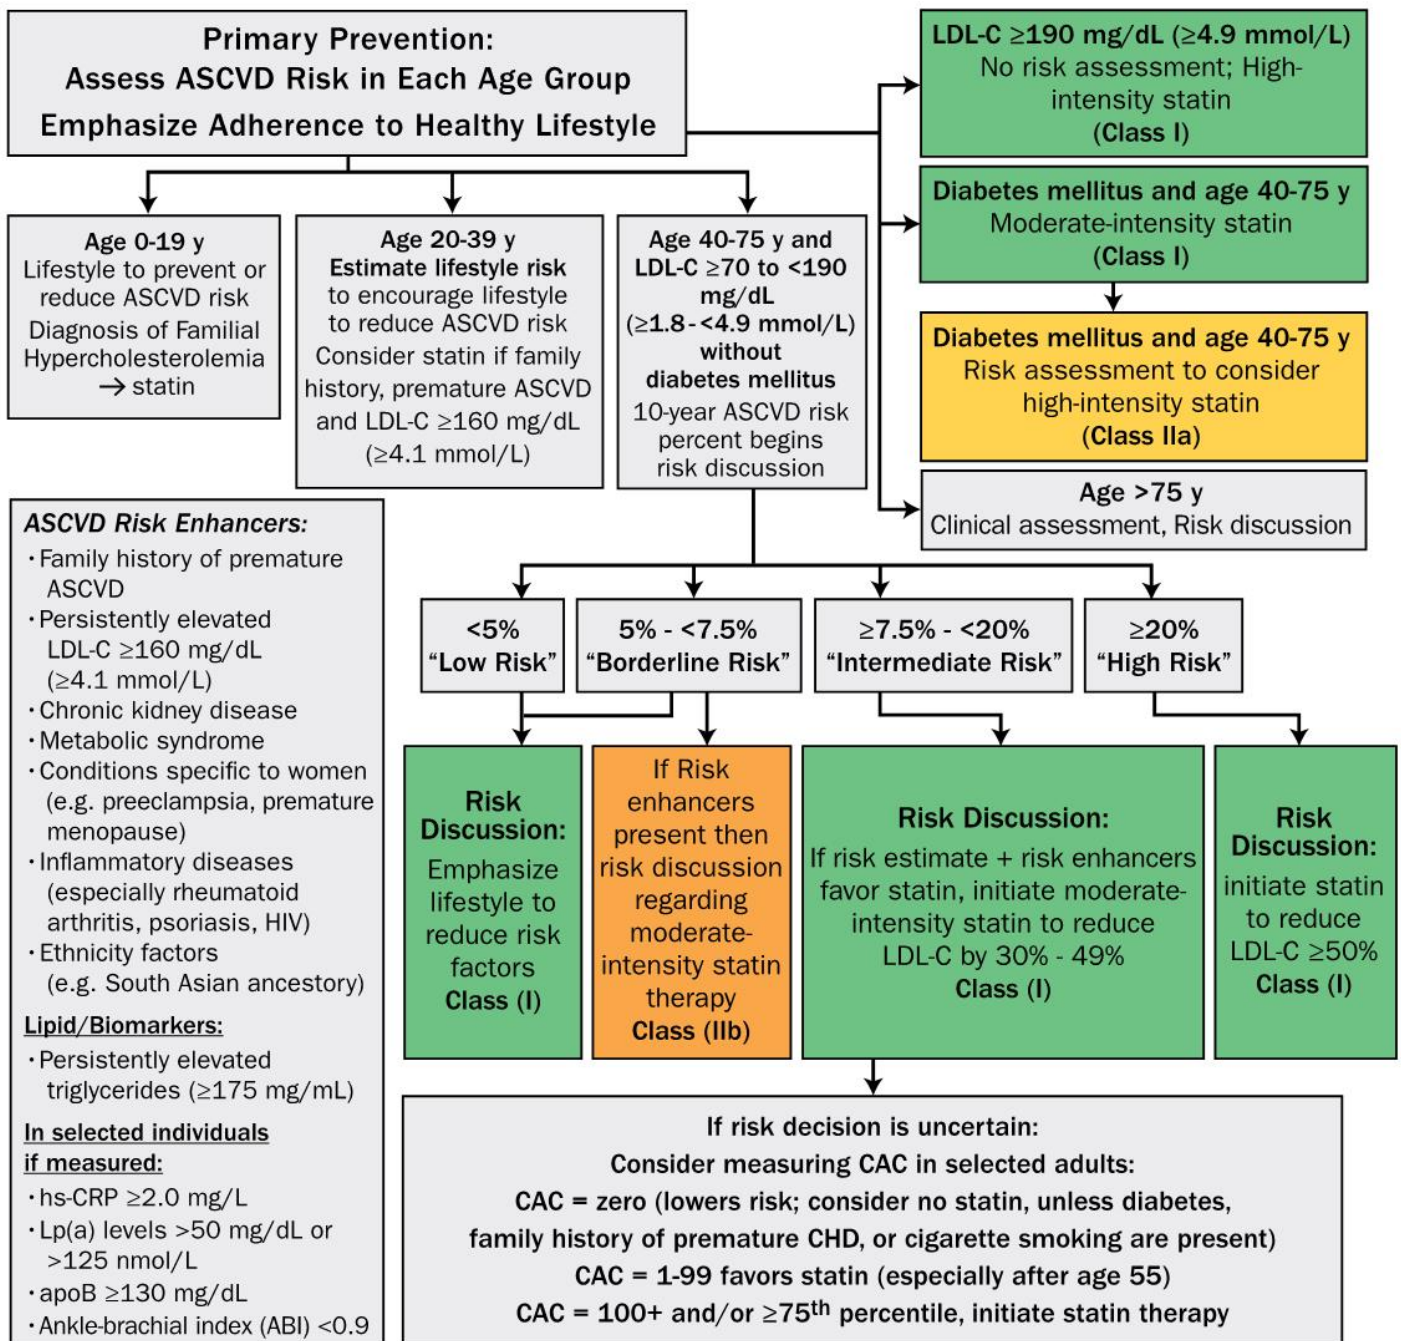 Primary Prevention:
Assess ASCVD Risk in Each Age Group
Emphasize Adherence to Healthy Lifestyle
LDL-C ≥190 mg/dL (≥4.9 mmol/L)
No risk assessment; High-
intensity statin
(Class I)
Diabetes mellitus and age 40-75 y
Moderate-intensity statin
(Class I)
Diabetes mellitus and age 40-75 y
Risk assessment to consider
high-intensity statin
(Class IIa)
Age >75 y
Clinical assessment, Risk discussion
Age 0-19 y
Lifestyle to prevent or
reduce ASCVD risk
Diagnosis of Familial
Hypercholesterolemia
→ statin
Age 20-39 y
Estimate lifestyle risk
to encourage lifestyle
to reduce ASCVD risk
Consider statin if family
history, premature ASCVD
and LDL-C ≥160 mg/dL
(≥4.1 mmol/L)
Age 40-75 y and
LDL-C ≥70 to <190
mg/dL
(≥1.8-<4.9 mmol/L)
without
diabetes mellitus
10-year ASCVD risk
percent begins
risk discussion
<5%
“Low Risk”
5% - <7.5%
“Borderline Risk”
≥7.5% - <20%
“Intermediate Risk”
≥20%
“High Risk”
Risk
Discussion:
Emphasize
lifestyle to
reduce risk
factors
Class (I)
If Risk
enhancers
present then
risk discussion
regarding
moderate-
intensity statin
therapy
Class (IIb)
Risk Discussion:
If risk estimate + risk enhancers
favor statin, initiate moderate-
intensity statin to reduce
LDL-C by 30% - 49%
Class (I)
Risk
Discussion:
initiate statin
to reduce
LDL-C ≥50%
Class (I)
If risk decision is uncertain:
Consider measuring CAC in selected adults:
CAC = zero (lowers risk; consider no statin, unless diabetes,
family history of premature CHD, or cigarette smoking are present)
CAC = 1-99 favors statin (especially after age 55)
CAC = 100+ and/or ≥75th percentile, initiate statin therapy
ASCVD Risk Enhancers:
· Family history of premature
ASCVD
· Persistently elevated
LDL-C ≥160 mg/dL
(≥4.1 mmol/L)
· Chronic kidney disease
· Metabolic syndrome
· Conditions specific to women
(e.g. preeclampsia, premature
menopause)
· Inflammatory diseases
(especially rheumatoid
arthritis, psoriasis, HIV)
· Ethnicity factors
(e.g. South Asian ancestory)
Lipid/Biomarkers:
· Persistently elevated
triglycerides (≥175 mg/mL)
In selected individuals
if measured:
· hs-CRP ≥2.0 mg/L
· Lp(a) levels >50 mg/dL or
>125 nmol/L
· apoB ≥130 mg/dL
· Ankle-brachial index (ABI) <0.9